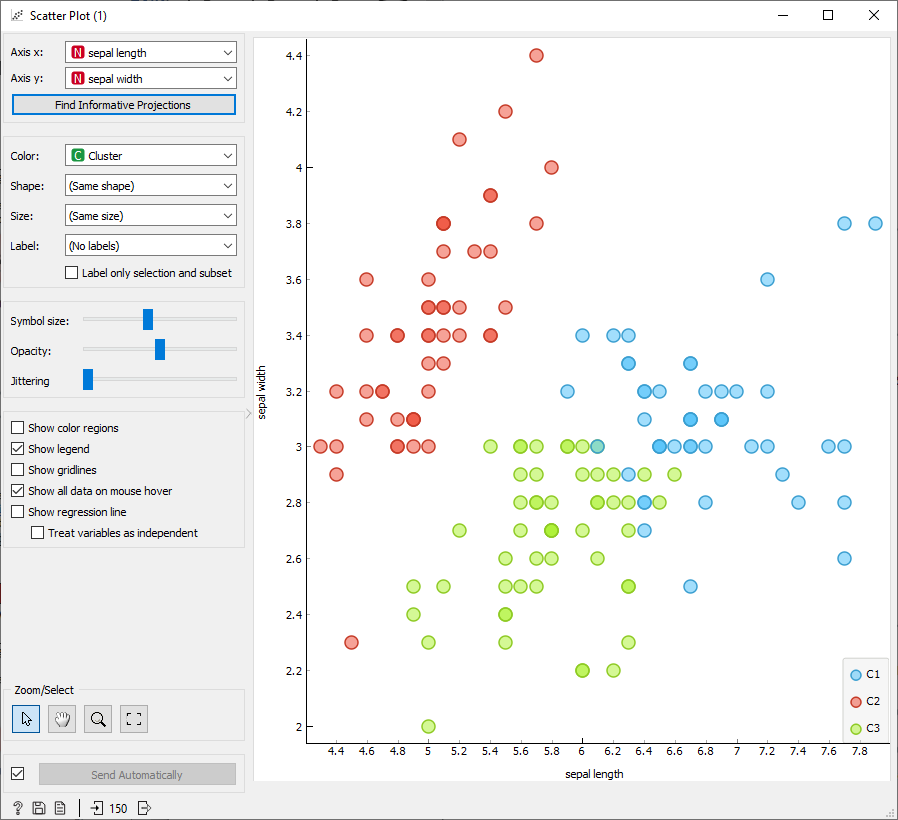 Scatter Plot (1)
Axis x:
N sepal length
Axis y:
N sepal width
Find Informative Projections
Color:
C Cluster
Shape:
(Same shape)
Size:
(Same size)
Label:
(No labels)
Label only selection and subset
Symbol size:
Opacity:
Jittering
Show color regions
Show legend
Show gridlines
Show all data on mouse hover
Show regression line
Treat variables as independent
Zoom/Select
Send Automatically
? 150
sepal width
4.4
4.2
4
3.8
3.6
3.4
3.2
3
2.8
2.6
2.4
2.2
2
4.4 4.6 4.8 5 5.2 5.4 5.6 5.8 6 6.2 6.4 6.6 6.8 7 7.2 7.4 7.6 7.8
sepal length
C1
C2
C3